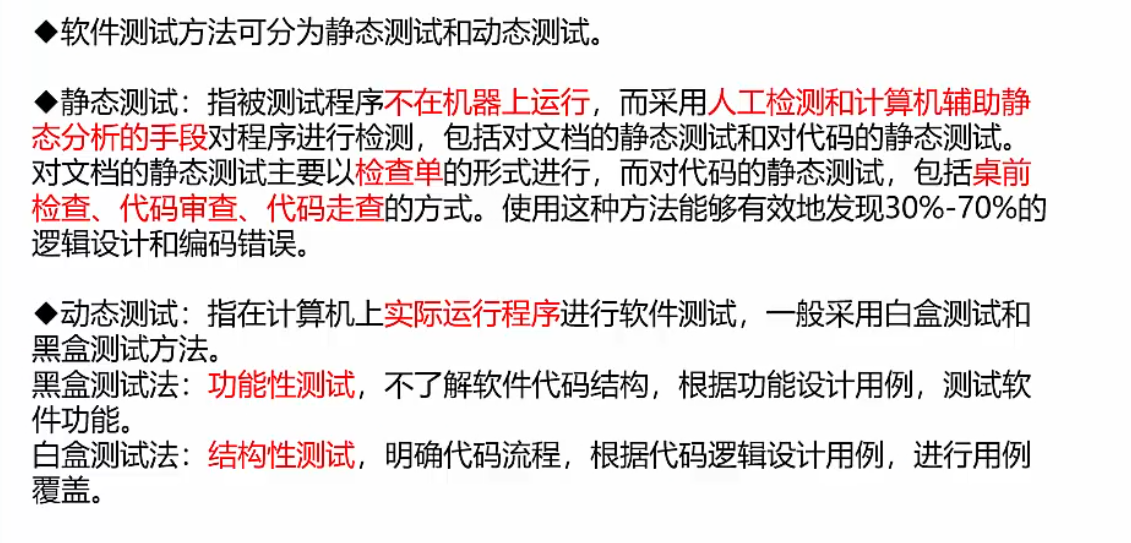 ◆软件测试方法可分为静态测试和动态测试。
◆静态测试：指被测试程序不在机器上运行，而采用人工检测和计算机辅助静
态分析的手段对程序进行检测，包括对文档的静态测试和对代码的静态测试。
对文档的静态测试主要以检查单的形式进行，而对代码的静态测试，包括桌前
检查、代码审查、代码走查的方式。使用这种方法能够有效地发现30%-70%的
逻辑设计和编码错误。
◆动态测试：指在计算机上实际运行程序进行软件测试，一般采用白盒测试和
黑盒测试方法。
黑盒测试法：功能性测试，不了解软件代码结构，根据功能设计用例，测试软
件功能。
白盒测试法：结构性测试，明确代码流程，根据代码逻辑设计用例，进行用例
覆盖。